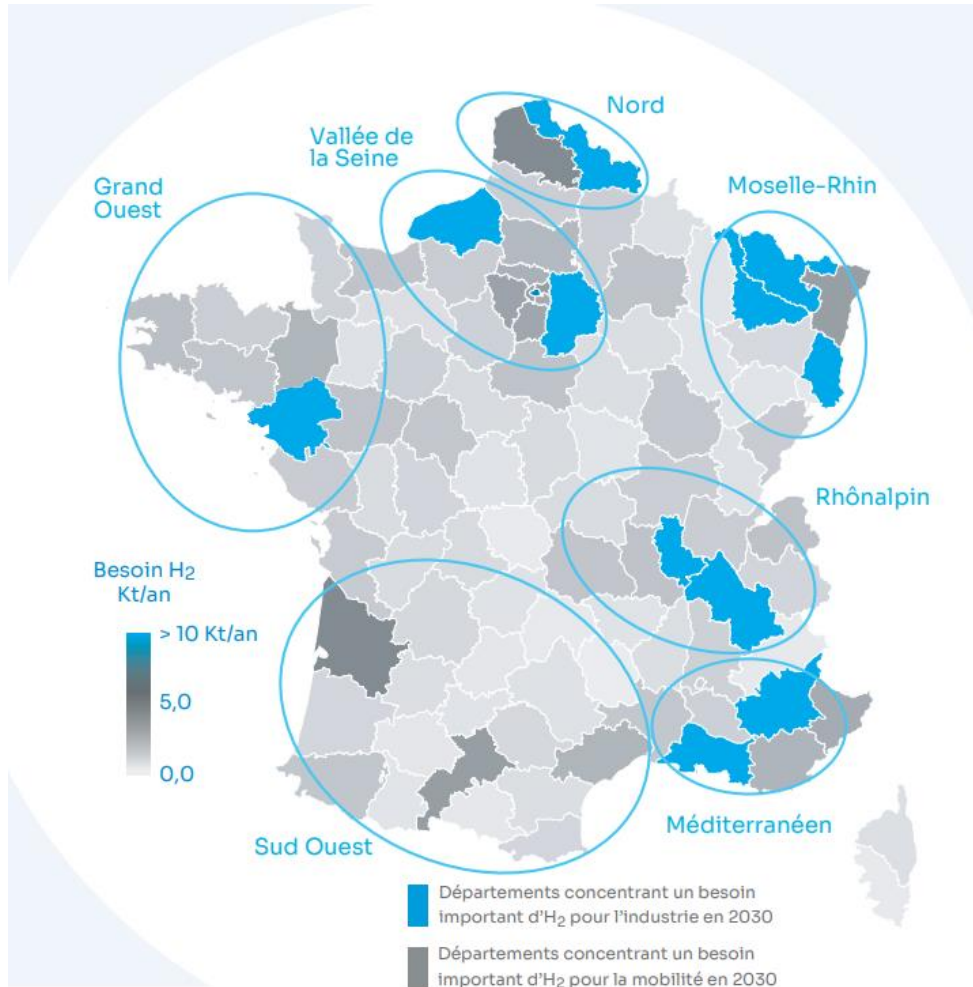 Nord
Vallée de
la Seine
Grand
Ouest
Moselle-Rhin
Rhônalpin
Besoin H₂
Kt/an
> 10 Kt/an
5,0
0,0
Méditerranéen
Sud Ouest
Départements concentrant un besoin
important d’H₂ pour l’industrie en 2030
Départements concentrant un besoin
important d’H₂ pour la mobilité en 2030